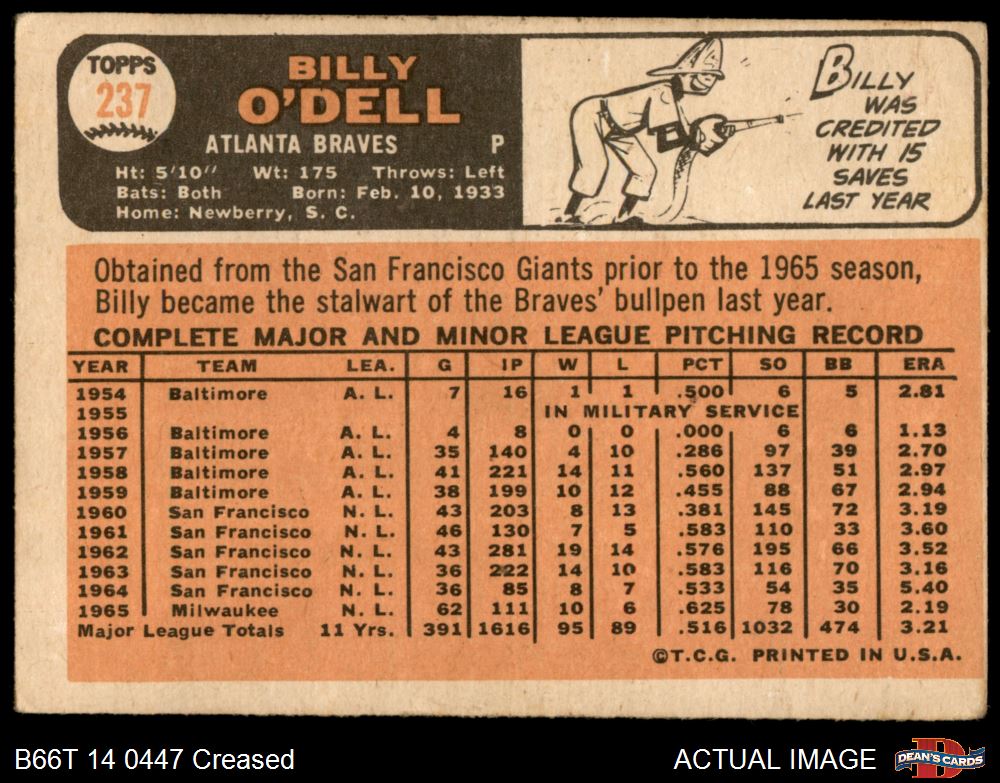 TOPPS
237
BILLY
O'DELL
ATLANTA BRAVES P
Ht: 5'10" Wt: 175 Throws: Left
Bats: Both Born: Feb. 10, 1933
Home: Newberry, S. C.
BILLY
WAS
CREDITED
WITH 15
SAVES
LAST YEAR
Obtained from the San Francisco Giants prior to the 1965 season,
Billy became the stalwart of the Braves' bullpen last year.
COMPLETE MAJOR AND MINOR LEAGUE PITCHING RECORD
YEAR TEAM LEA. G IP W L PCT SO BB ERA
1954 Baltimore A. L. 7 16 1 1 .500 6 5 2.81
1955 IN MILITARY SERVICE
1956 Baltimore A. L. 4 8 0 0 .000 6 6 1.13
1957 Baltimore A. L. 35 140 4 10 .286 97 39 2.70
1958 Baltimore A. L. 41 221 14 11 .560 137 51 2.97
1959 Baltimore A. L. 38 199 10 12 .455 88 67 2.94
1960 San Francisco N. L. 43 203 8 13 .381 145 72 3.19
1961 San Francisco N. L. 46 130 7 5 .583 110 33 3.60
1962 San Francisco N. L. 43 281 19 14 .576 195 66 3.52
1963 San Francisco N. L. 36 222 14 10 .583 116 70 3.16
1964 San Francisco N. L. 36 85 8 7 .533 54 35 5.40
1965 Milwaukee N. L. 62 111 10 6 .625 78 30 2.19
Major League Totals 11 Yrs. 391 1616 95 89 .516 1032 474 3.21
©T.C.G. PRINTED IN U.S.A.
B66T 14 0447 Creased
ACTUAL IMAGE
D
DEAN'S CARDS